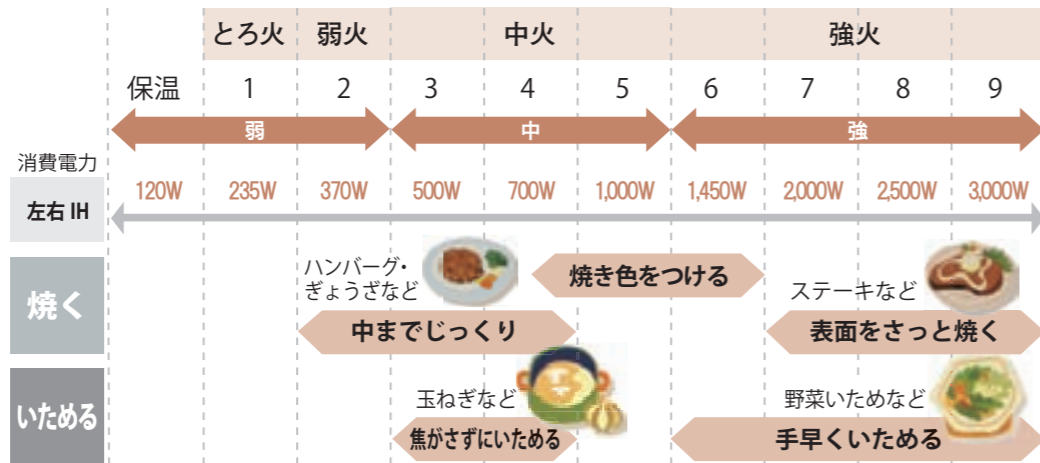 とろ火 弱火 中火 強火
保温 1 2 3 4 5 6 7 8 9
弱 中 強
消費電力
左右 IH 120W 235W 370W 500W 700W 1,000W 1,450W 2,000W 2,500W 3,000W
焼く
ハンバーグ・
ぎょうざなど
中までじっくり
焼き色をつける
ステーキなど
表面をさっと焼く
いためる
玉ねぎなど
焦がさずにいためる
野菜いためなど
手早くいためる